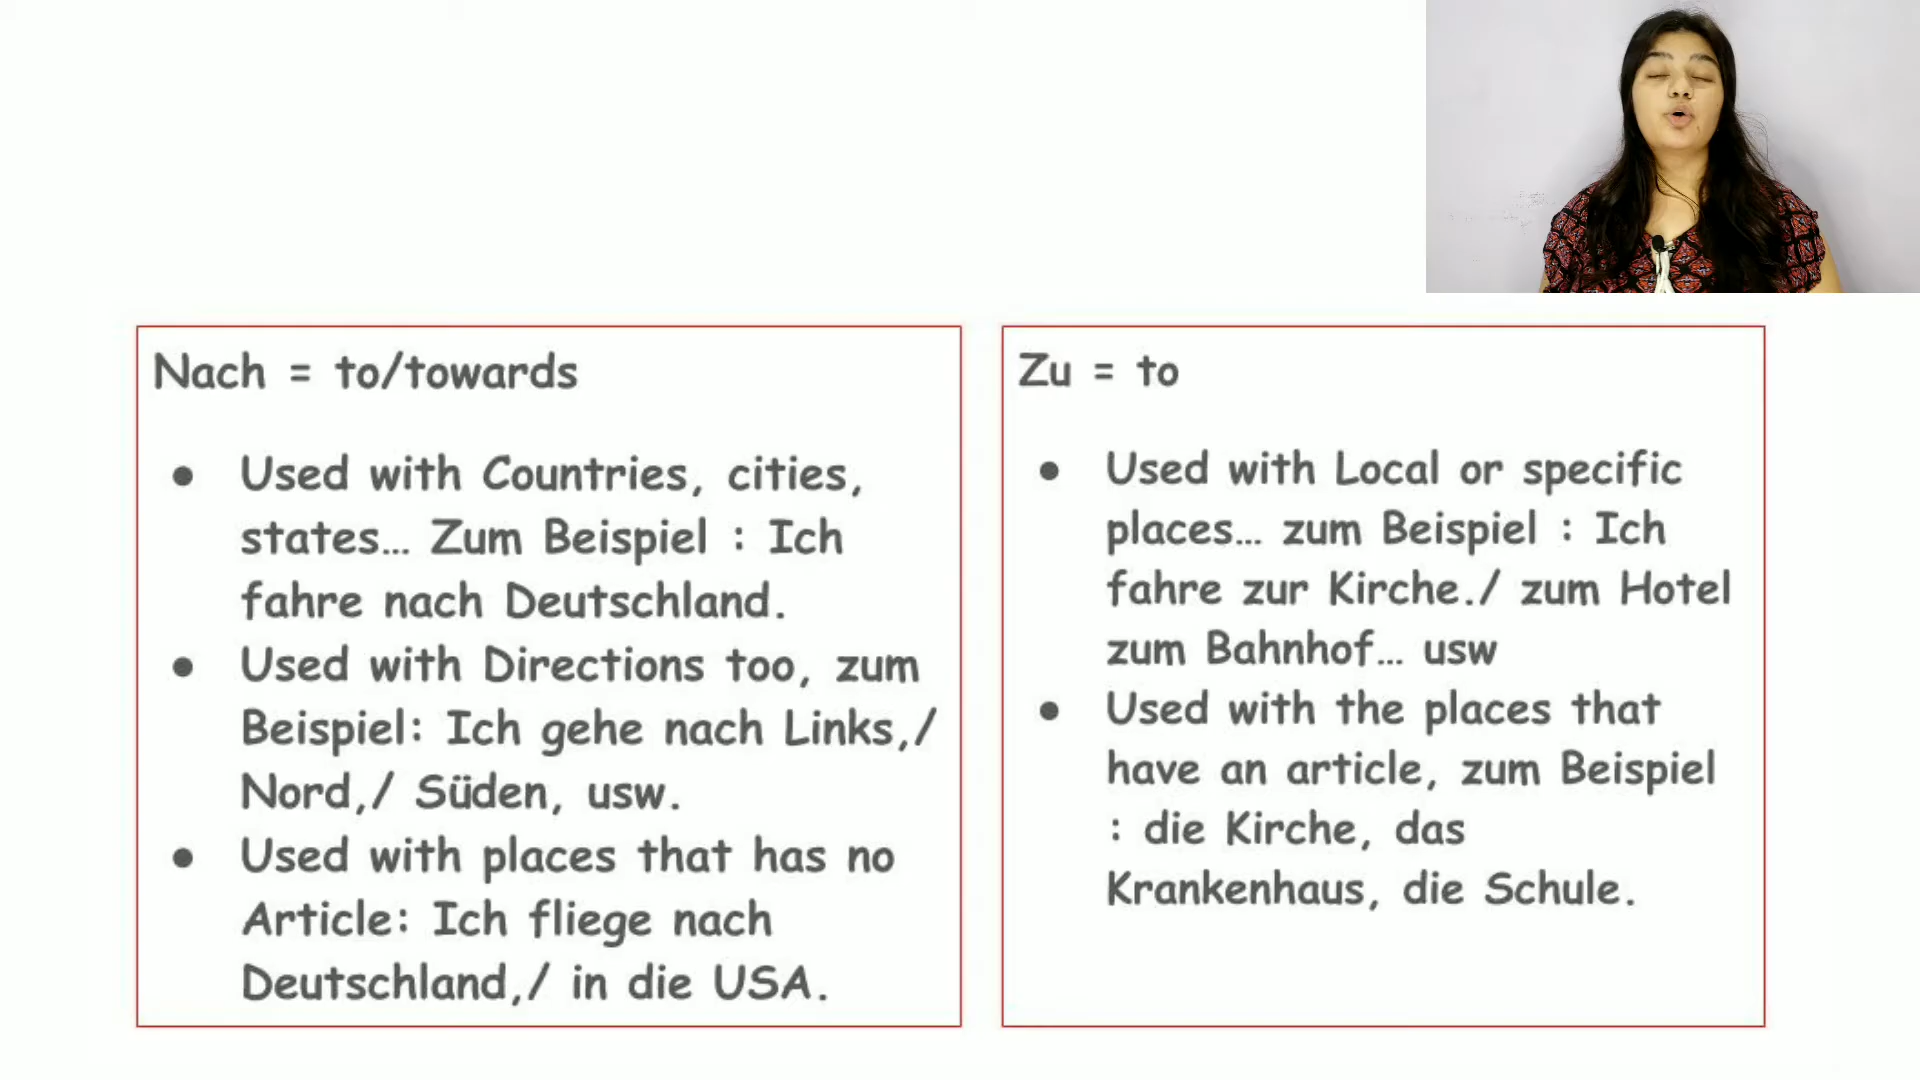 Nach = to/towards
● Used with Countries, cities,
states... Zum Beispiel : Ich
fahre nach Deutschland.
● Used with Directions too, zum
Beispiel: Ich gehe nach Links,/
Nord,/ Süden, usw.
● Used with places that has no
Article: Ich fliege nach
Deutschland,/ in die USA.
Zu = to
● Used with Local or specific
places... zum Beispiel : Ich
fahre zur Kirche./ zum Hotel
zum Bahnhof... usw
● Used with the places that
have an article, zum Beispiel
: die Kirche, das
Krankenhaus, die Schule.